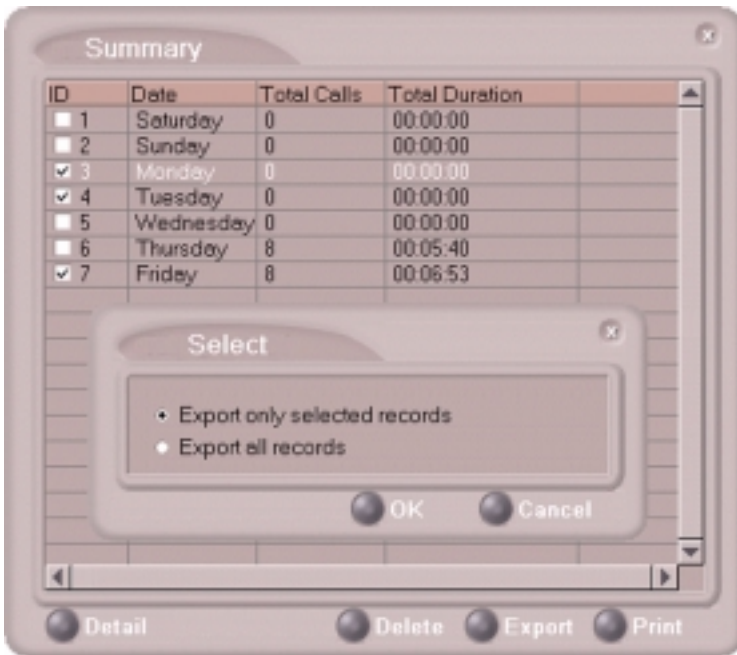 Summary
ID Date Total Calls Total Duration
1 Saturday 0 00:00:00
2 Sunday 0 00:00:00
3 Monday 0 00:00:00
4 Tuesday 0 00:00:00
5 Wednesday 0 00:00:00
6 Thursday 8 00:05:40
7 Friday 8 00:06:53
Select
Export only selected records
Export all records
OK Cancel
Detail Delete Export Print